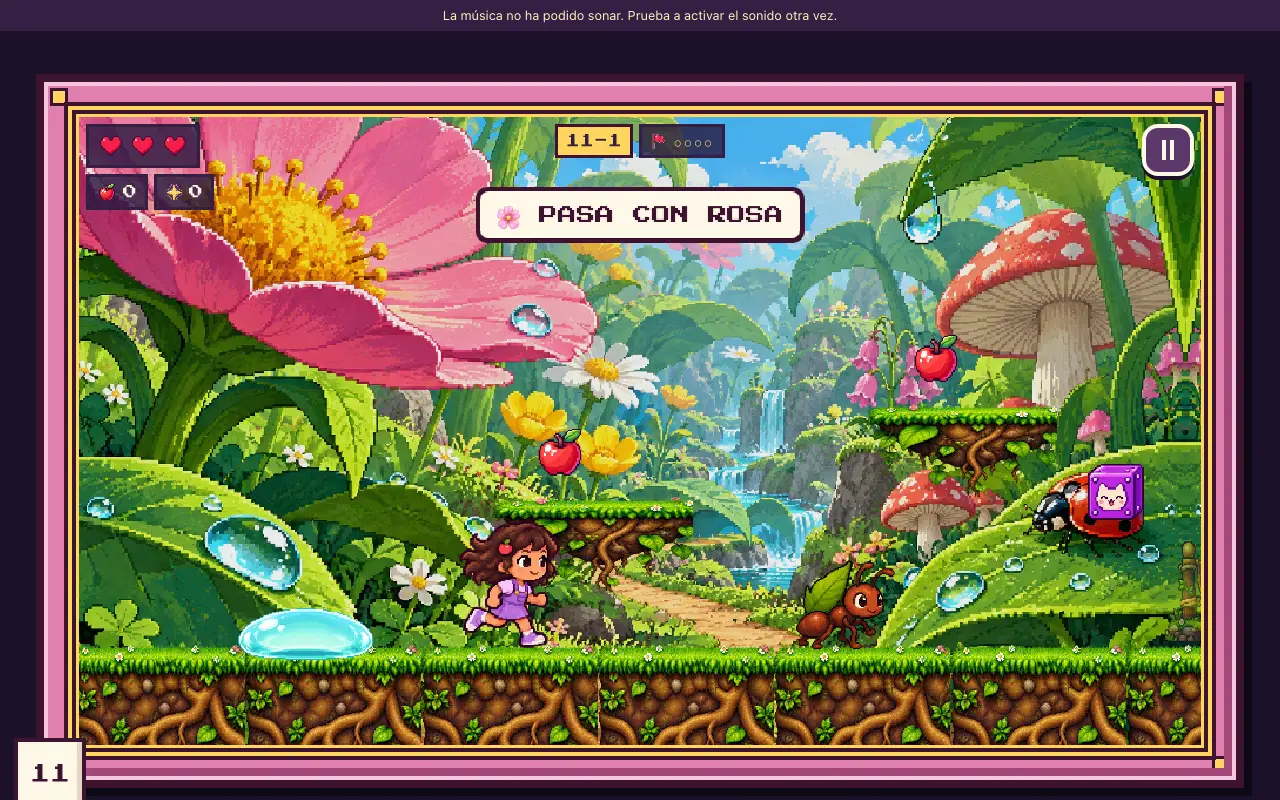 La música no ha podido sonar. Prueba a activar el sonido otra vez.
11-1
0 0
PASA CON ROSA
11